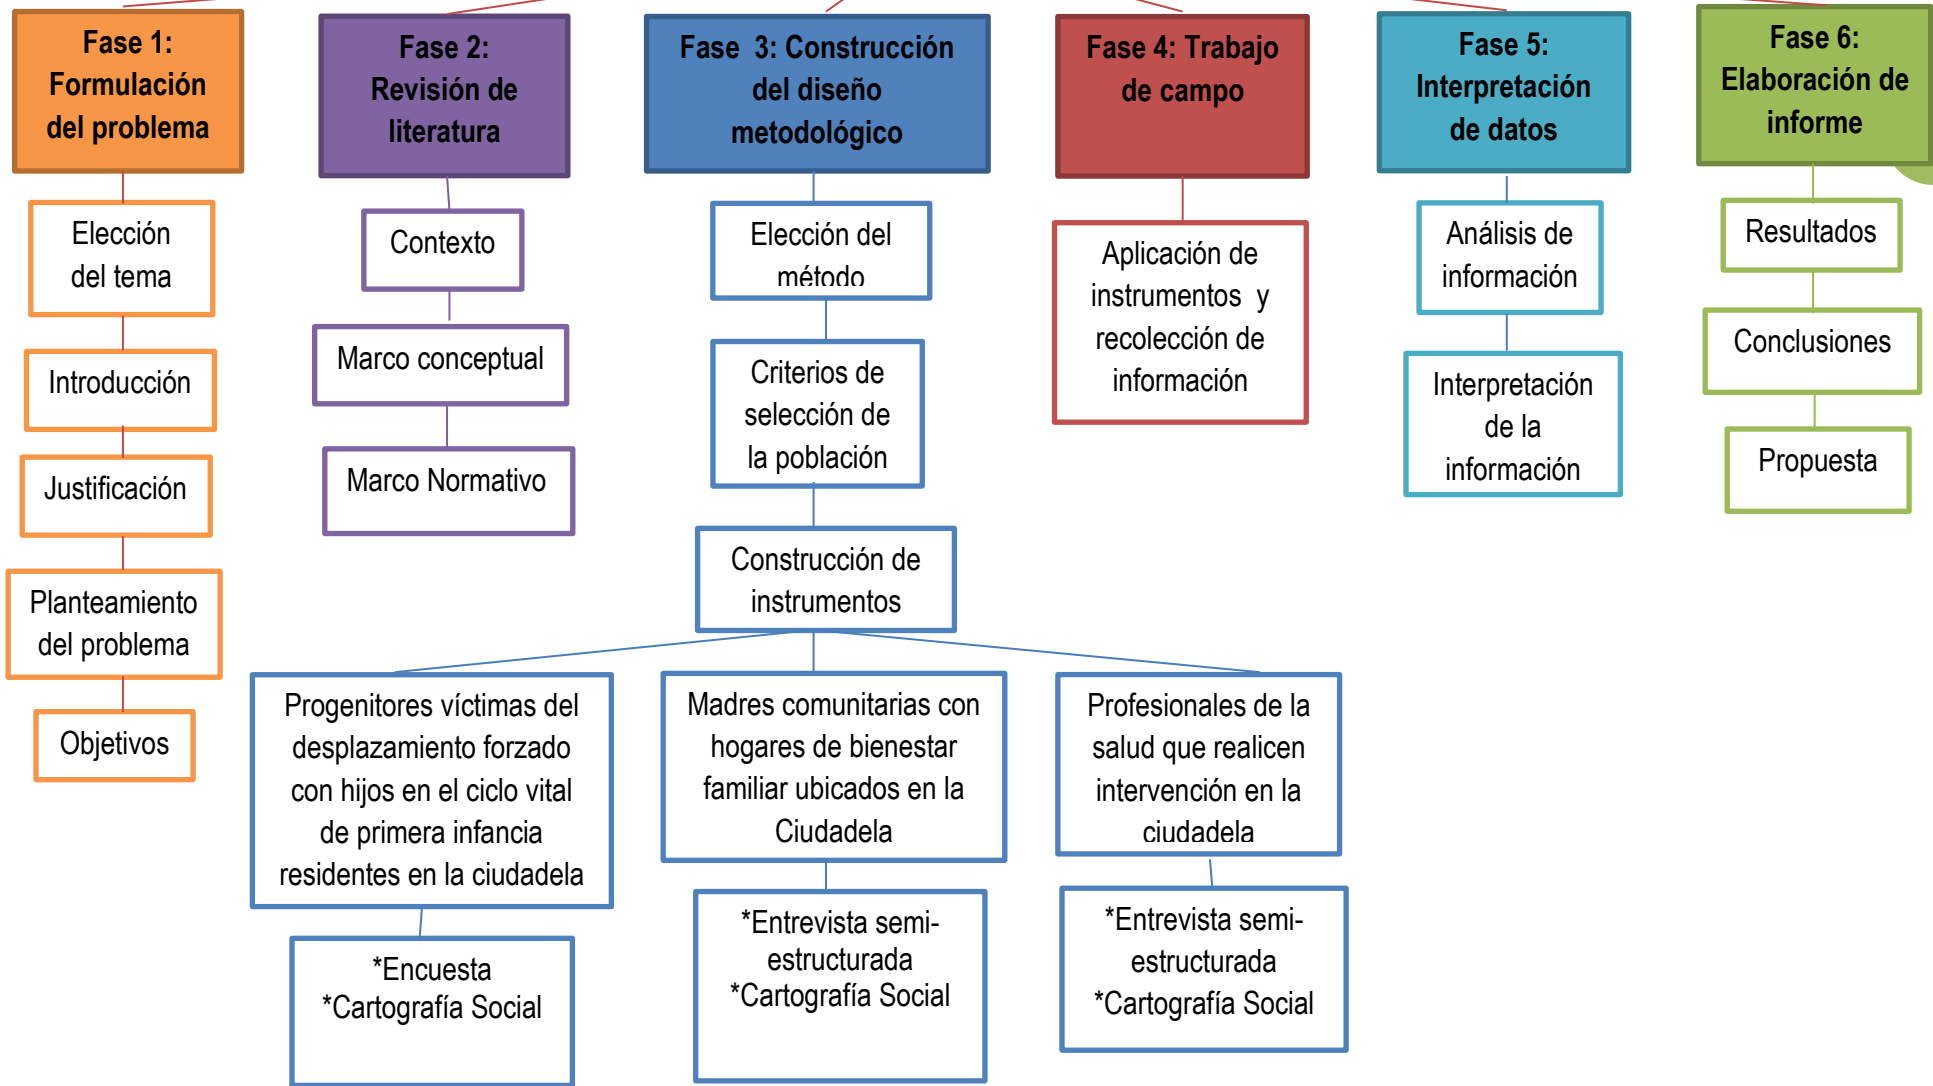 Fase 1:
Formulación
del problema
Elección
del tema
Introducción
Justificación
Planteamiento
del problema
Objetivos
Fase 2:
Revisión de
literatura
Contexto
Marco conceptual
Marco Normativo
Fase 3: Construcción
del diseño
metodológico
Elección del
método
Criterios de
selección de
la población
Construcción de
instrumentos
Progenitores víctimas del
desplazamiento forzado
con hijos en el ciclo vital
de primera infancia
residentes en la ciudadela
*Encuesta
*Cartografía Social
Madres comunitarias con
hogares de bienestar
familiar ubicados en la
Ciudadela
*Entrevista semi-
estructurada
*Cartografía Social
Profesionales de la
salud que realicen
intervención en la
ciudadela
*Entrevista semi-
estructurada
*Cartografía Social
Fase 4: Trabajo
de campo
Aplicación de
instrumentos y
recolección de
información
Fase 5:
Interpretación
de datos
Análisis de
información
Interpretación
de la
información
Fase 6:
Elaboración de
informe
Resultados
Conclusiones
Propuesta